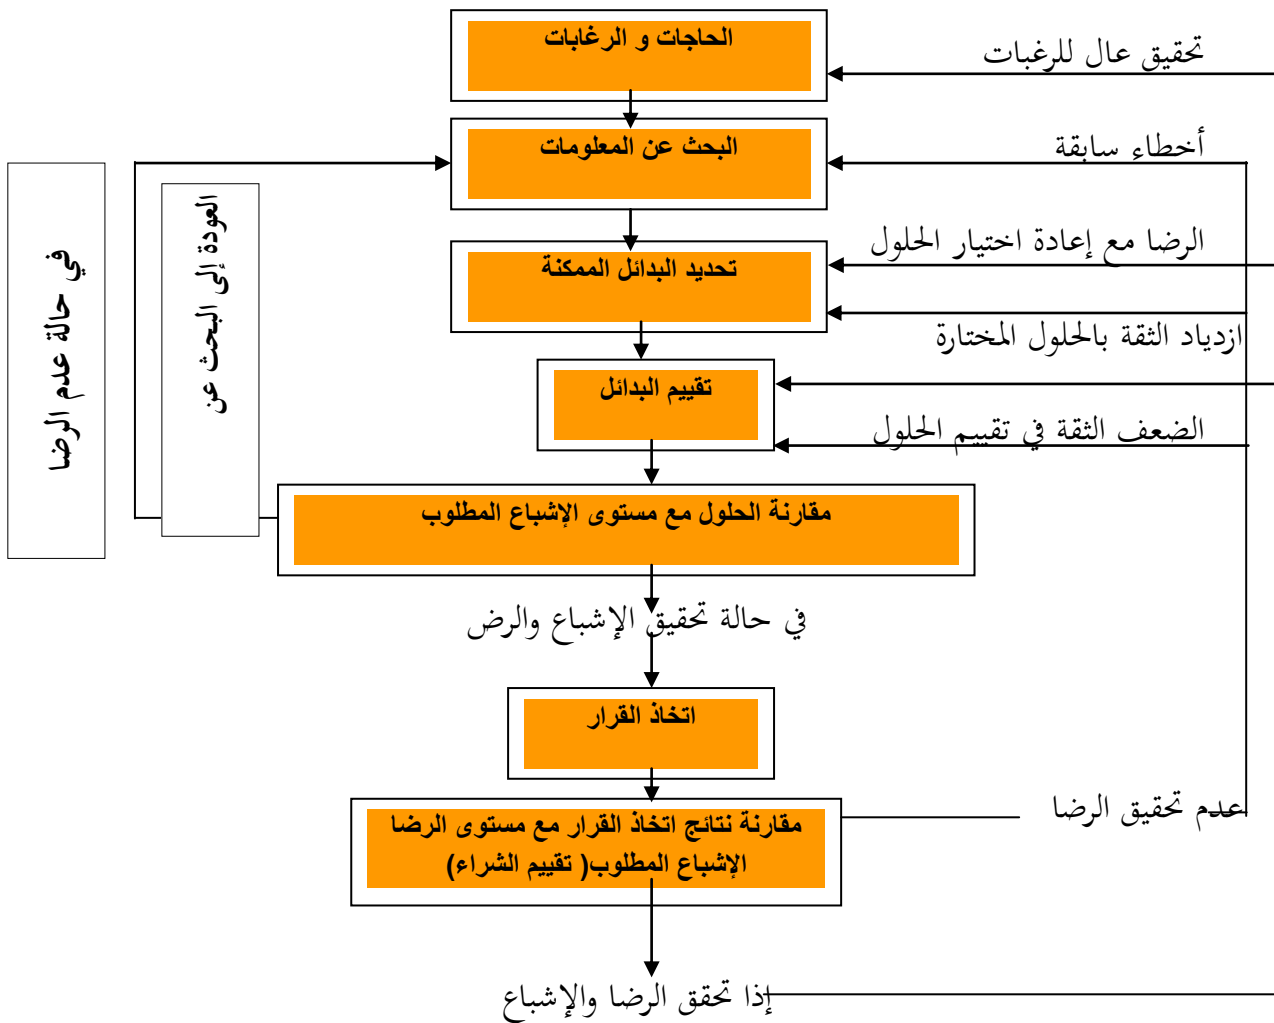 الحاجات و الرغابات
تحقيق عال للرغبات
البحث عن المعلومات
أخطاء سابقة
في حالة عدم الرضا
العودة إلى البحث عن
تحديد البدائل الممكنة
الرضا مع إعادة اختيار الحلول
ازدياد الثقة بالحلول المختارة
تقييم البدائل
الضعف الثقة في تقييم الحلول
مقارنة الحلول مع مستوى الإشباع المطلوب
في حالة تحقيق الإشباع والرض
اتخاذ القرار
عدم تحقيق الرضا
مقارنة نتائج اتخاذ القرار مع مستوى الرضا
الإشباع المطلوب( تقييم الشراء)
إذا تحقق الرضا والإشباع